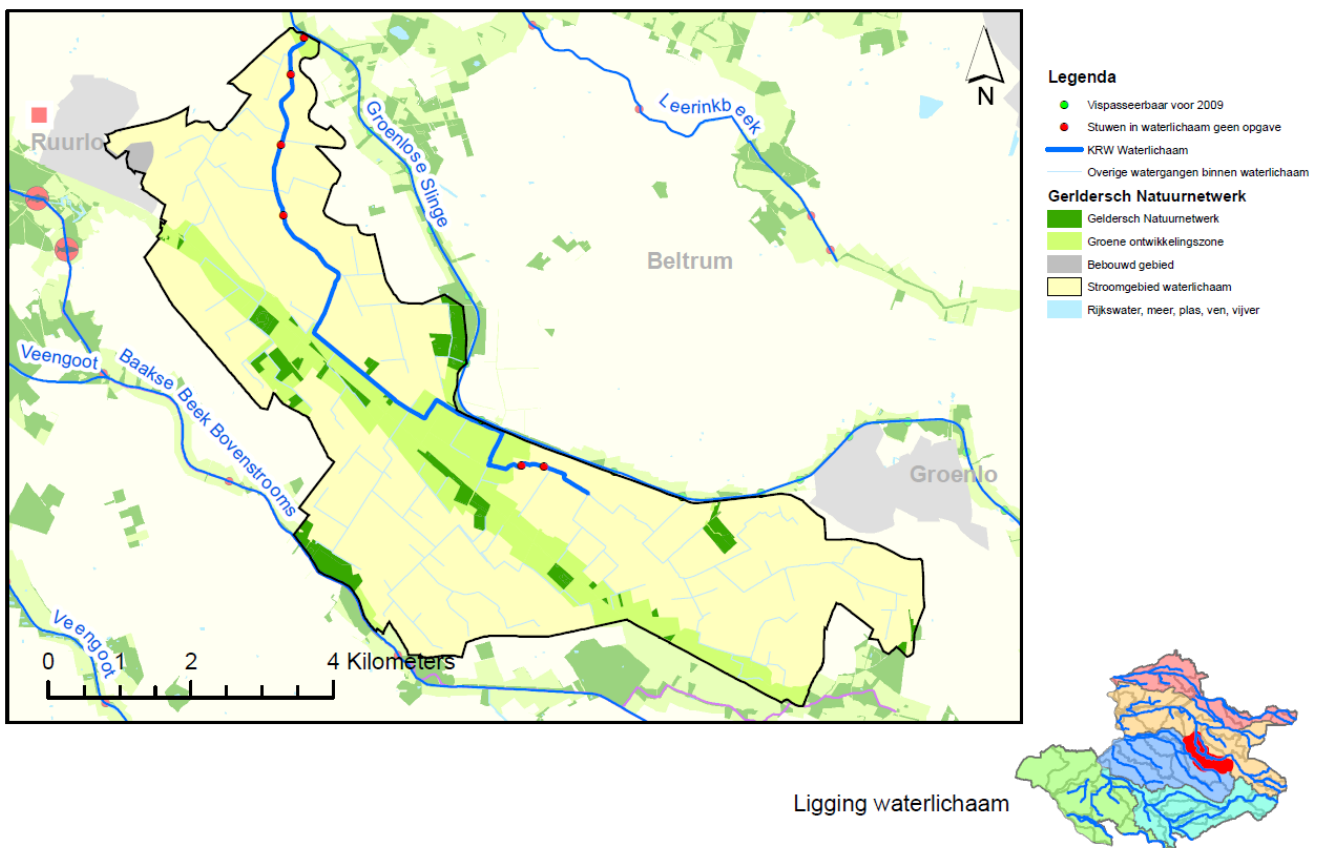 Ruurlo
Groenlose Slinge
Leerinkbeek
N
Beltrum
Veengoot
Baakse Beek Bovenstrooms
Groenlo
Veengoot
0 1 2 4 Kilometers
Legenda
Vispasseerbaar voor 2009
Stuwen in waterlichaam geen opgave
KRW Waterlichaam
Overige watergangen binnen waterlichaam
Gerldersch Natuurnetwerk
Geldersch Natuurnetwerk
Groene ontwikkelingszone
Bebouwd gebied
Stroomgebied waterlichaam
Rijkswater, meer, plas, ven, vijver
Ligging waterlichaam